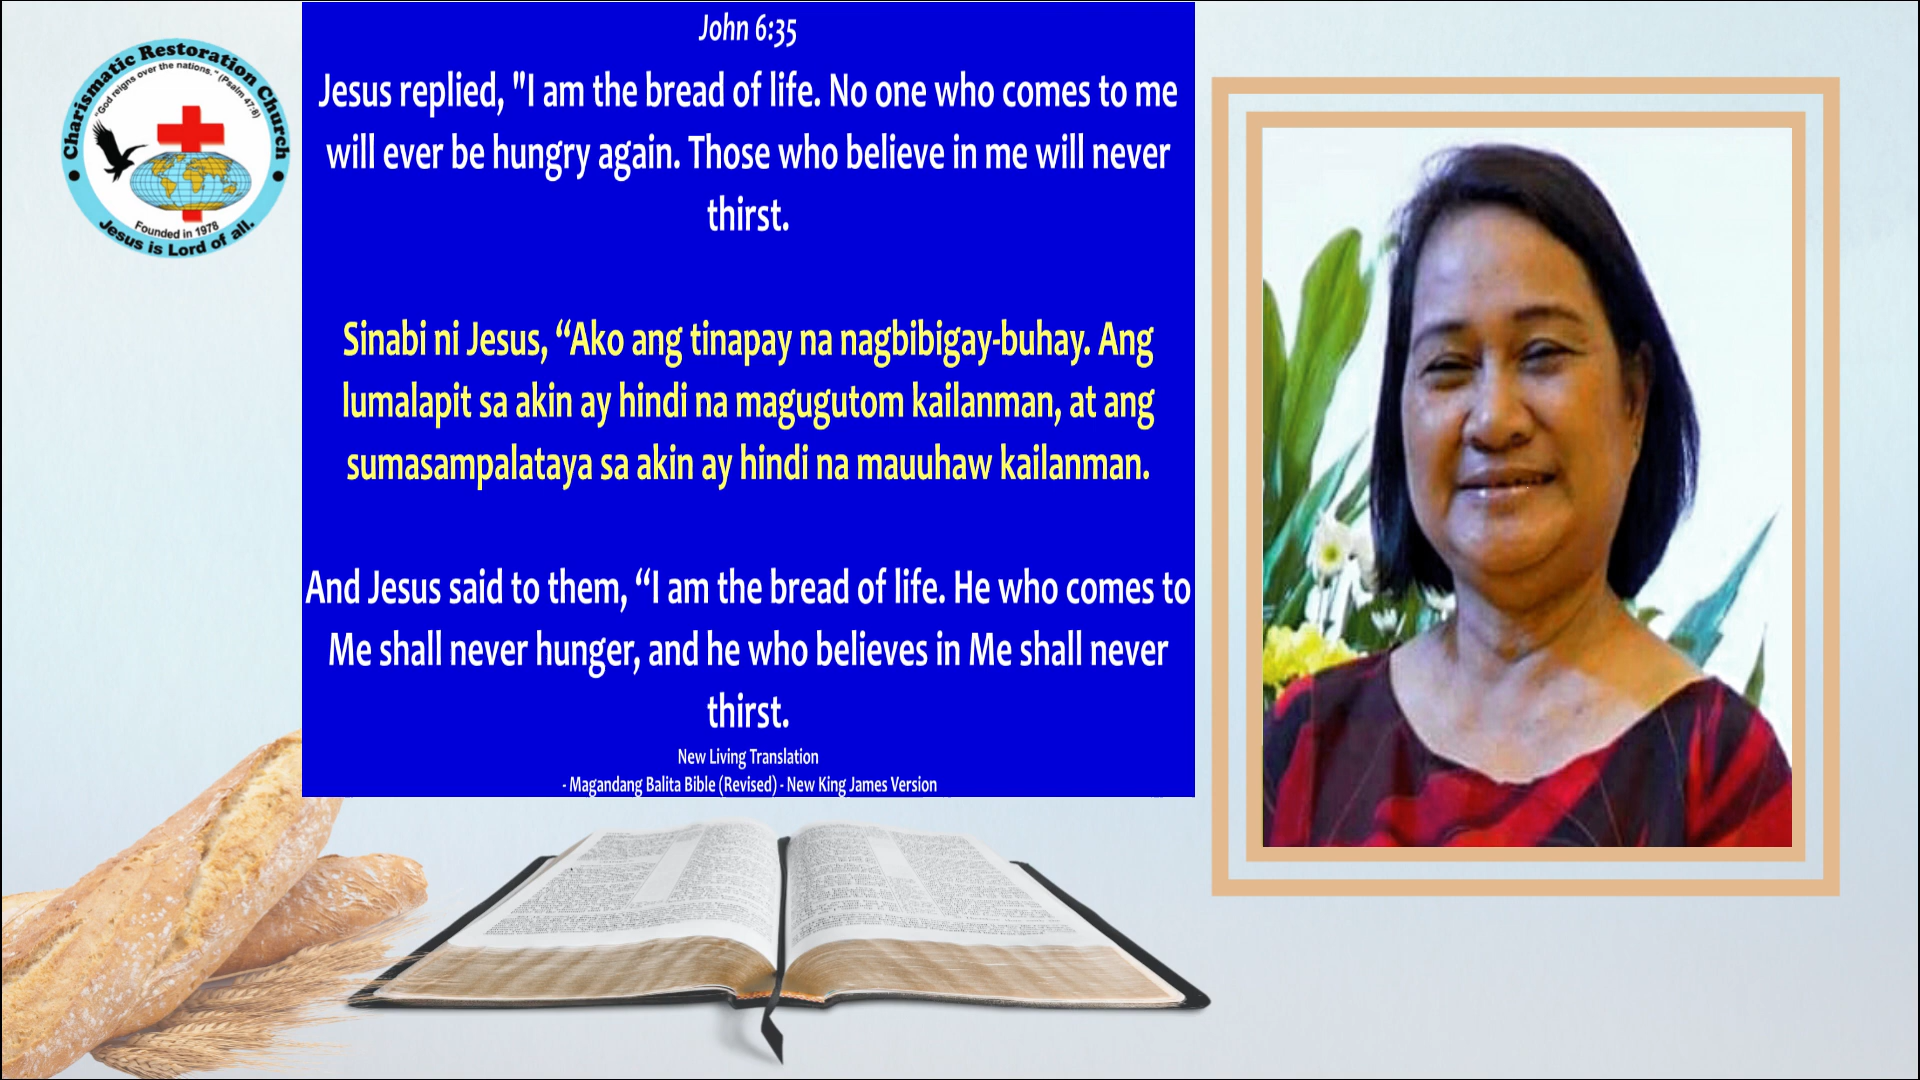 Charismatic Restoration Church
"God reigns over the nations." (Psalm 47:8)
Founded in 1978
Jesus is Lord of all.
John 6:35
Jesus replied, "I am the bread of life. No one who comes to me
will ever be hungry again. Those who believe in me will never
thirst.
Sinabi ni Jesus, “Ako ang tinapay na nagbibigay-buhay. Ang
lumalapit sa akin ay hindi na magugutom kailanman, at ang
sumasampalataya sa akin ay hindi na mauuhaw kailanman.
And Jesus said to them, “I am the bread of life. He who comes to
Me shall never hunger, and he who believes in Me shall never
thirst.
New Living Translation
- Magandang Balita Bible (Revised) - New King James Version